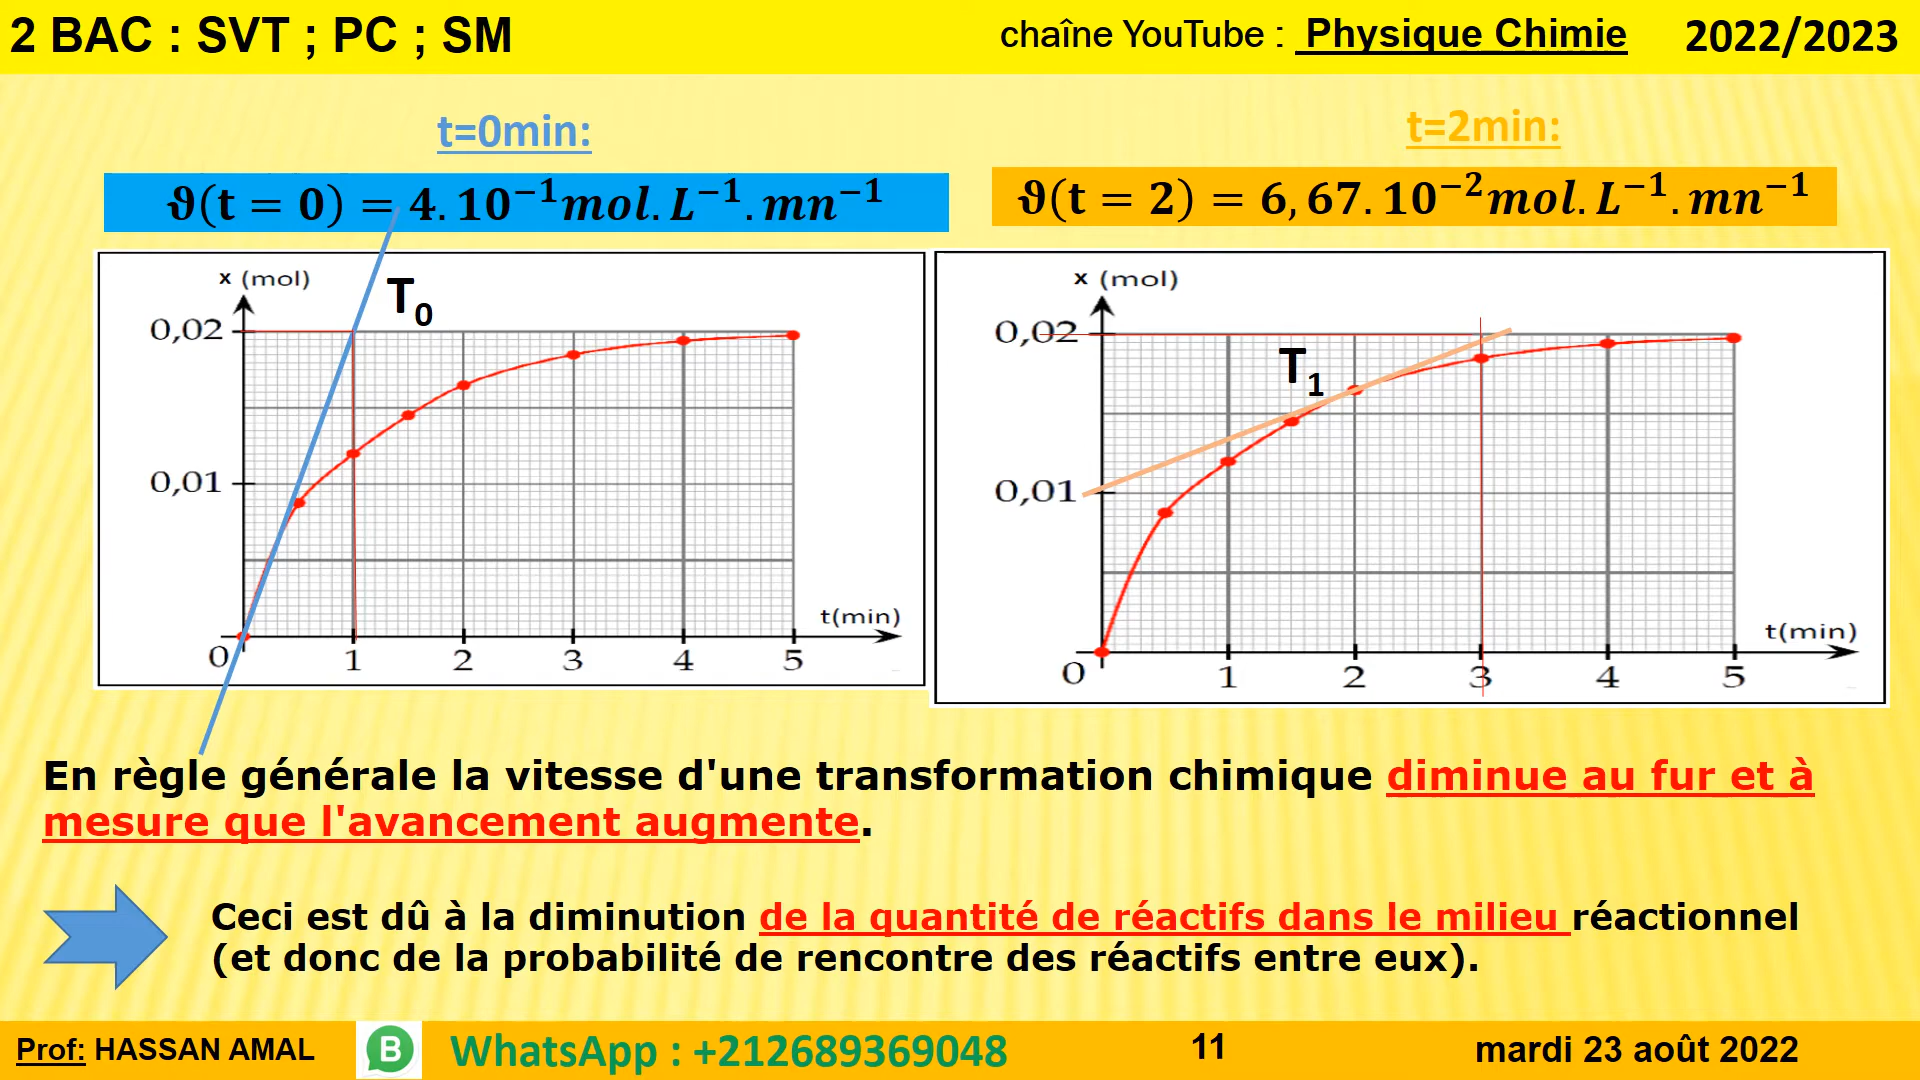 2 BAC : SVT ; PC ; SM
chaîne YouTube : Physique Chimie
2022/2023
t=0min:
t=2min:
ϑ(t = 0) = 4.10⁻¹mol.L⁻¹.mn⁻¹
ϑ(t = 2) = 6,67.10⁻²mol.L⁻¹.mn⁻¹
x (mol)
T₀
0,02
0,01
t(min)
0 1 2 3 4 5
x (mol)
0,02
T₁
0,01
t(min)
0 1 2 3 4 5
En règle générale la vitesse d'une transformation chimique diminue au fur et à
mesure que l'avancement augmente.
Ceci est dû à la diminution de la quantité de réactifs dans le milieu réactionnel
(et donc de la probabilité de rencontre des réactifs entre eux).
Prof: HASSAN AMAL
B
WhatsApp : +212689369048
11
mardi 23 août 2022